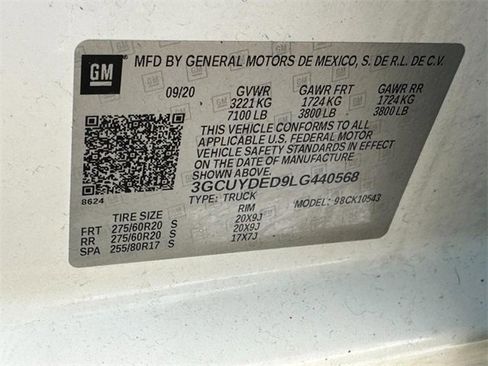 GM
MFD BY GENERAL MOTORS DE MEXICO, S. DE R.L. DE C.V.
09/20 GVWR GAWR FRT GAWR RR
3221 KG 1724 KG 1724 KG
7100 LB 3800 LB 3800 LB
THIS VEHICLE CONFORMS TO ALL
APPLICABLE U.S. FEDERAL MOTOR
VEHICLE SAFETY STANDARDS IN
EFFECT ON THE DATE OF MANUFACTURE
SHOWN ABOVE.
3GCUYDED9LG440568
TYPE: TRUCK MODEL: 98CK10543
8624
TIRE SIZE RIM
FRT 275/60R20 S 20X9J
RR 275/60R20 S 20X9J
SPA 255/80R17 S 17X7J